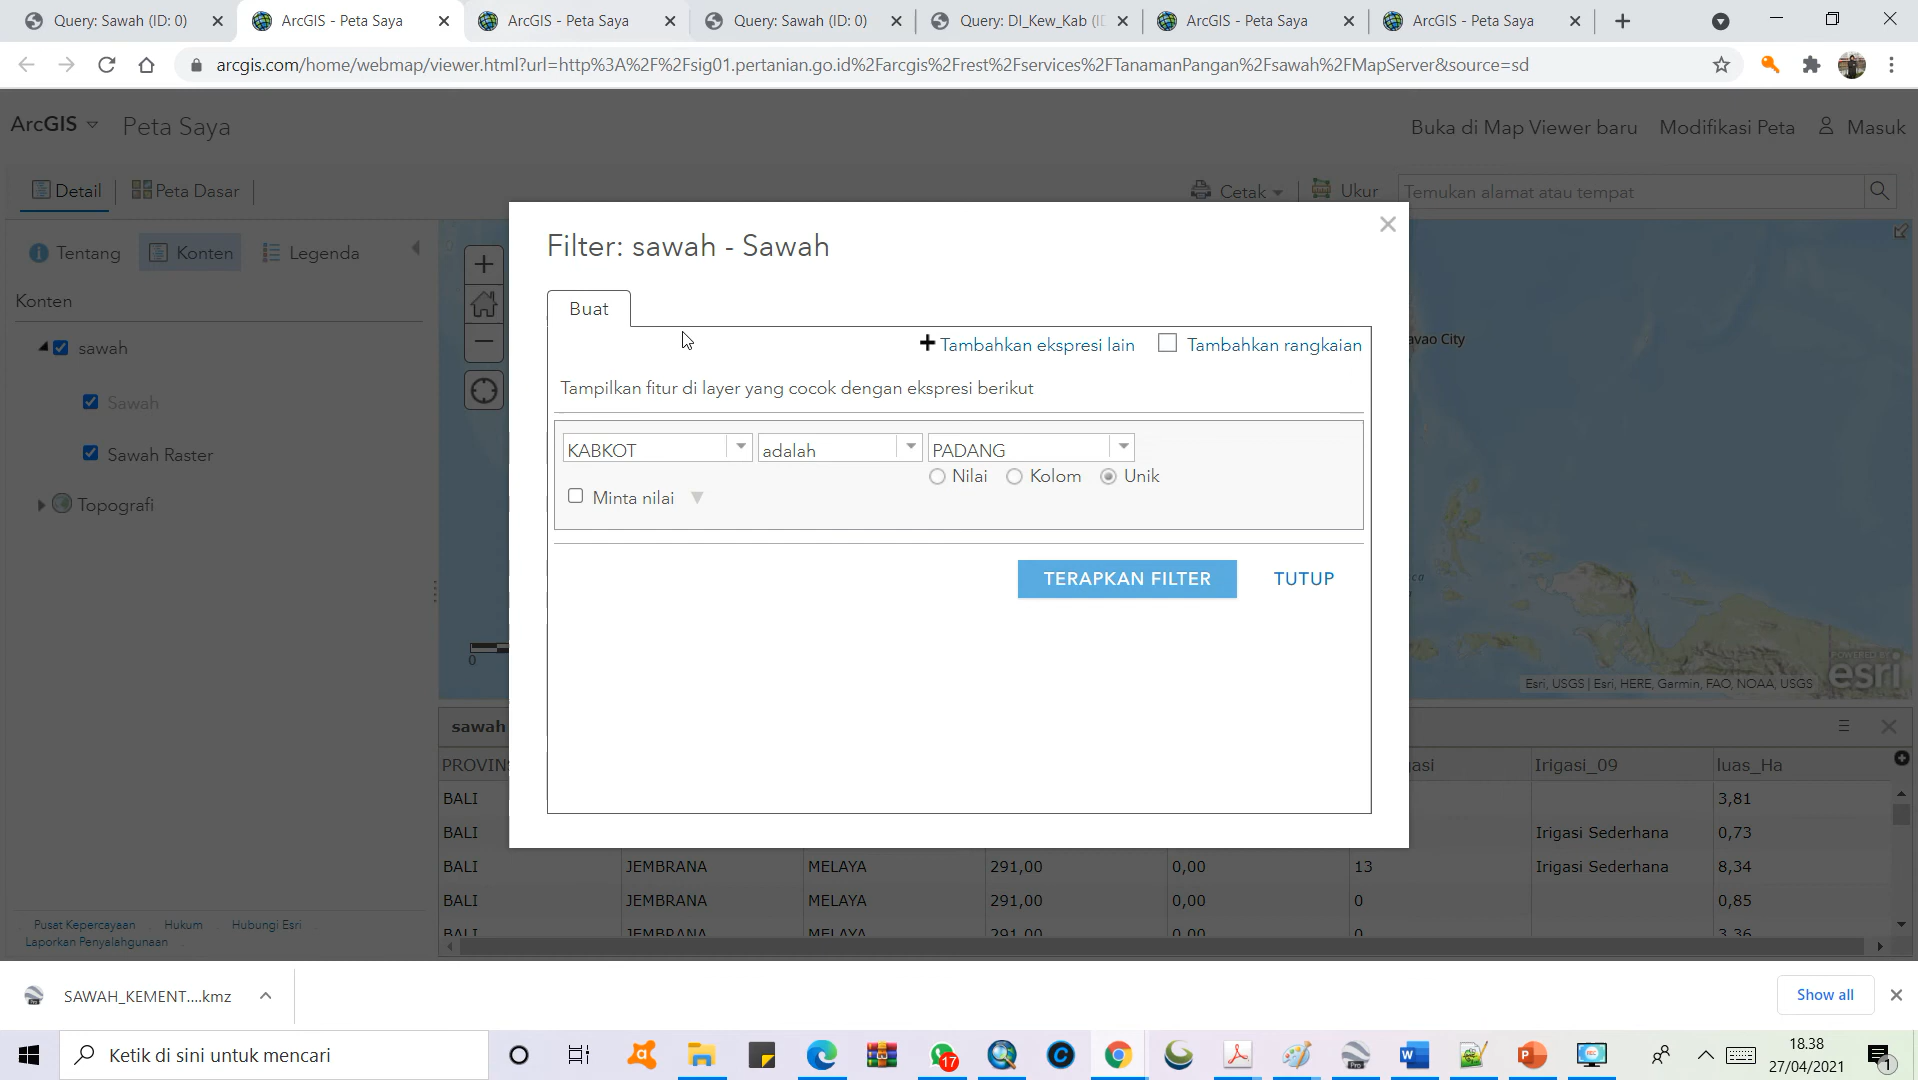 Query: Sawah (ID: 0)
ArcGIS - Peta Saya
ArcGIS - Peta Saya
Query: Sawah (ID: 0)
Query: DI_Kew_Kab (ID
ArcGIS - Peta Saya
ArcGIS - Peta Saya
arcgis.com/home/webmap/viewer.html?url=http%3A%2F%2Fsig01.pertanian.go.id%2Farcgis%2Frest%2Fservices%2FTanamanPangan%2Fsawah%2FMapServer&source=sd
ArcGIS
Peta Saya
Buka di Map Viewer baru
Modifikasi Peta
Masuk
Detail
Peta Dasar
Cetak
Ukur
Temukan alamat atau tempat
Tentang
Konten
Legenda
Konten
sawah
Sawah
Sawah Raster
Topografi
Filter: sawah - Sawah
Buat
Tambahkan ekspresi lain
Tambahkan rangkaian
Tampilkan fitur di layer yang cocok dengan ekspresi berikut
KABKOT
adalah
PADANG
Nilai
Kolom
Unik
Minta nilai
TERAPKAN FILTER
TUTUP
avao City
0
Esri, USGS | Esri, HERE, Garmin, FAO, NOAA, USGS
POWERED BY
esri
sawah
PROVIN
gasi
Irigasi_09
luas_Ha
BALI
3,81
BALI
Irigasi Sederhana
0,73
BALI
JEMBRANA
MELAYA
291,00
0,00
13
Irigasi Sederhana
8,34
BALI
JEMBRANA
MELAYA
291,00
0,00
0
0,85
BALI
JEMBRANA
MELAYA
291,00
0,00
0
3,36
Pusat Kepercayaan
Hukum
Hubungi Esri
Laporkan Penyalahgunaan
SAWAH_KEMENT....kmz
Show all
Ketik di sini untuk mencari
17
18.38
27/04/2021
1